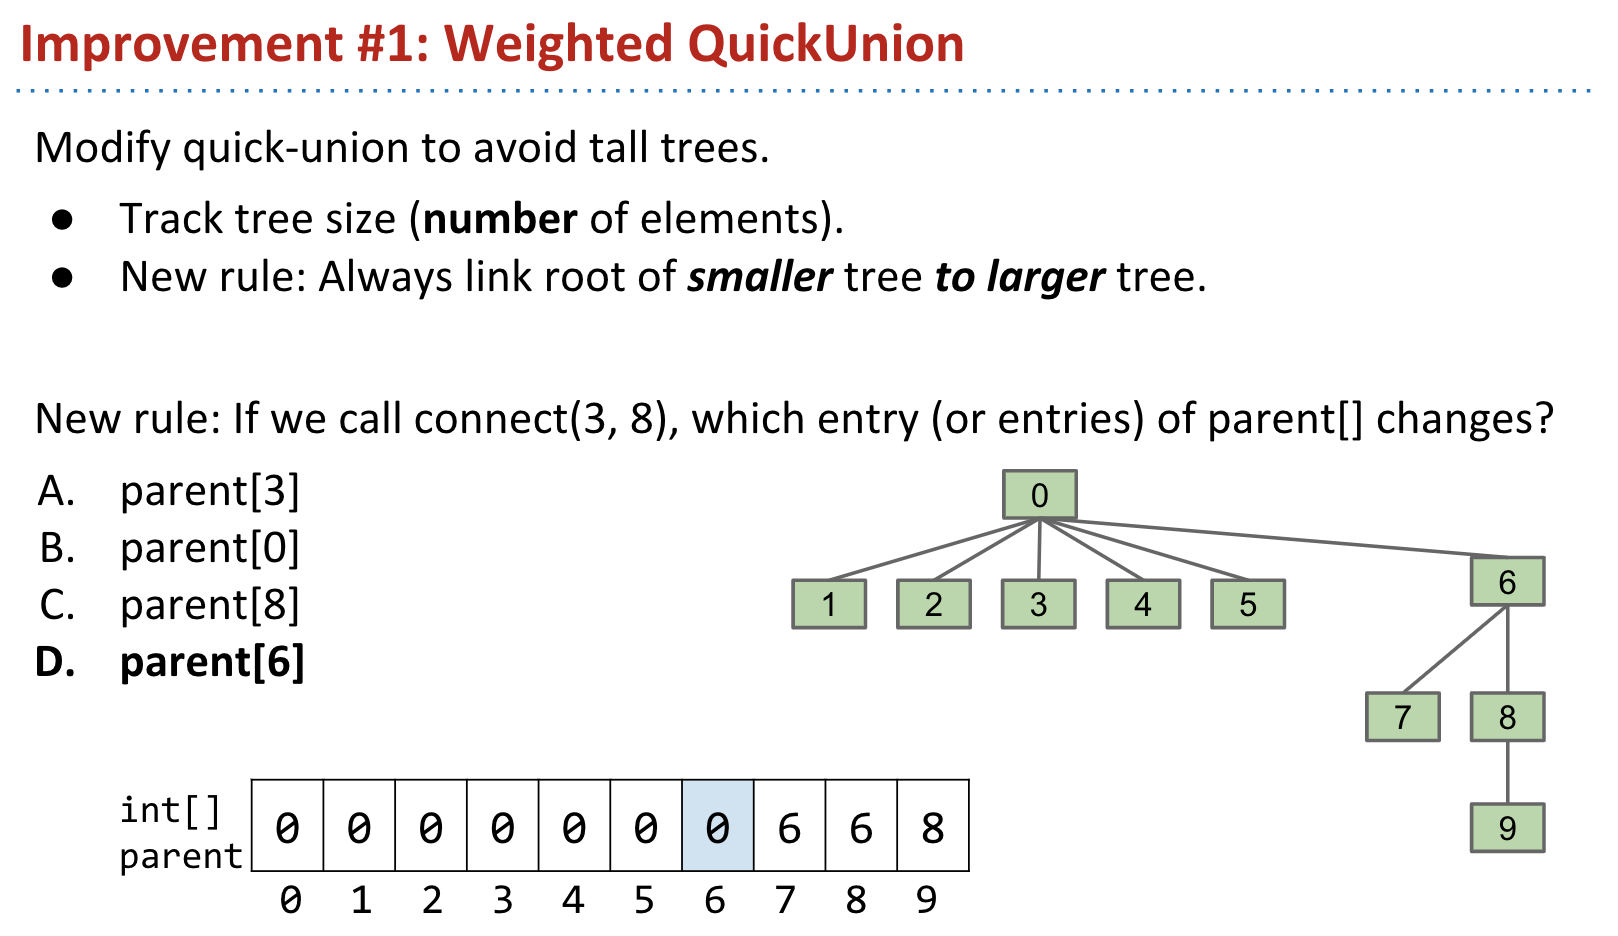 Improvement #1: Weighted QuickUnion
Modify quick-union to avoid tall trees.
● Track tree size (number of elements).
● New rule: Always link root of smaller tree to larger tree.
New rule: If we call connect(3, 8), which entry (or entries) of parent[] changes?
A. parent[3]
B. parent[0]
C. parent[8]
D. parent[6]
0
1 2 3 4 5
6
7 8
9
int[]
parent
0 0 0 0 0 0 0 6 6 8
0 1 2 3 4 5 6 7 8 9